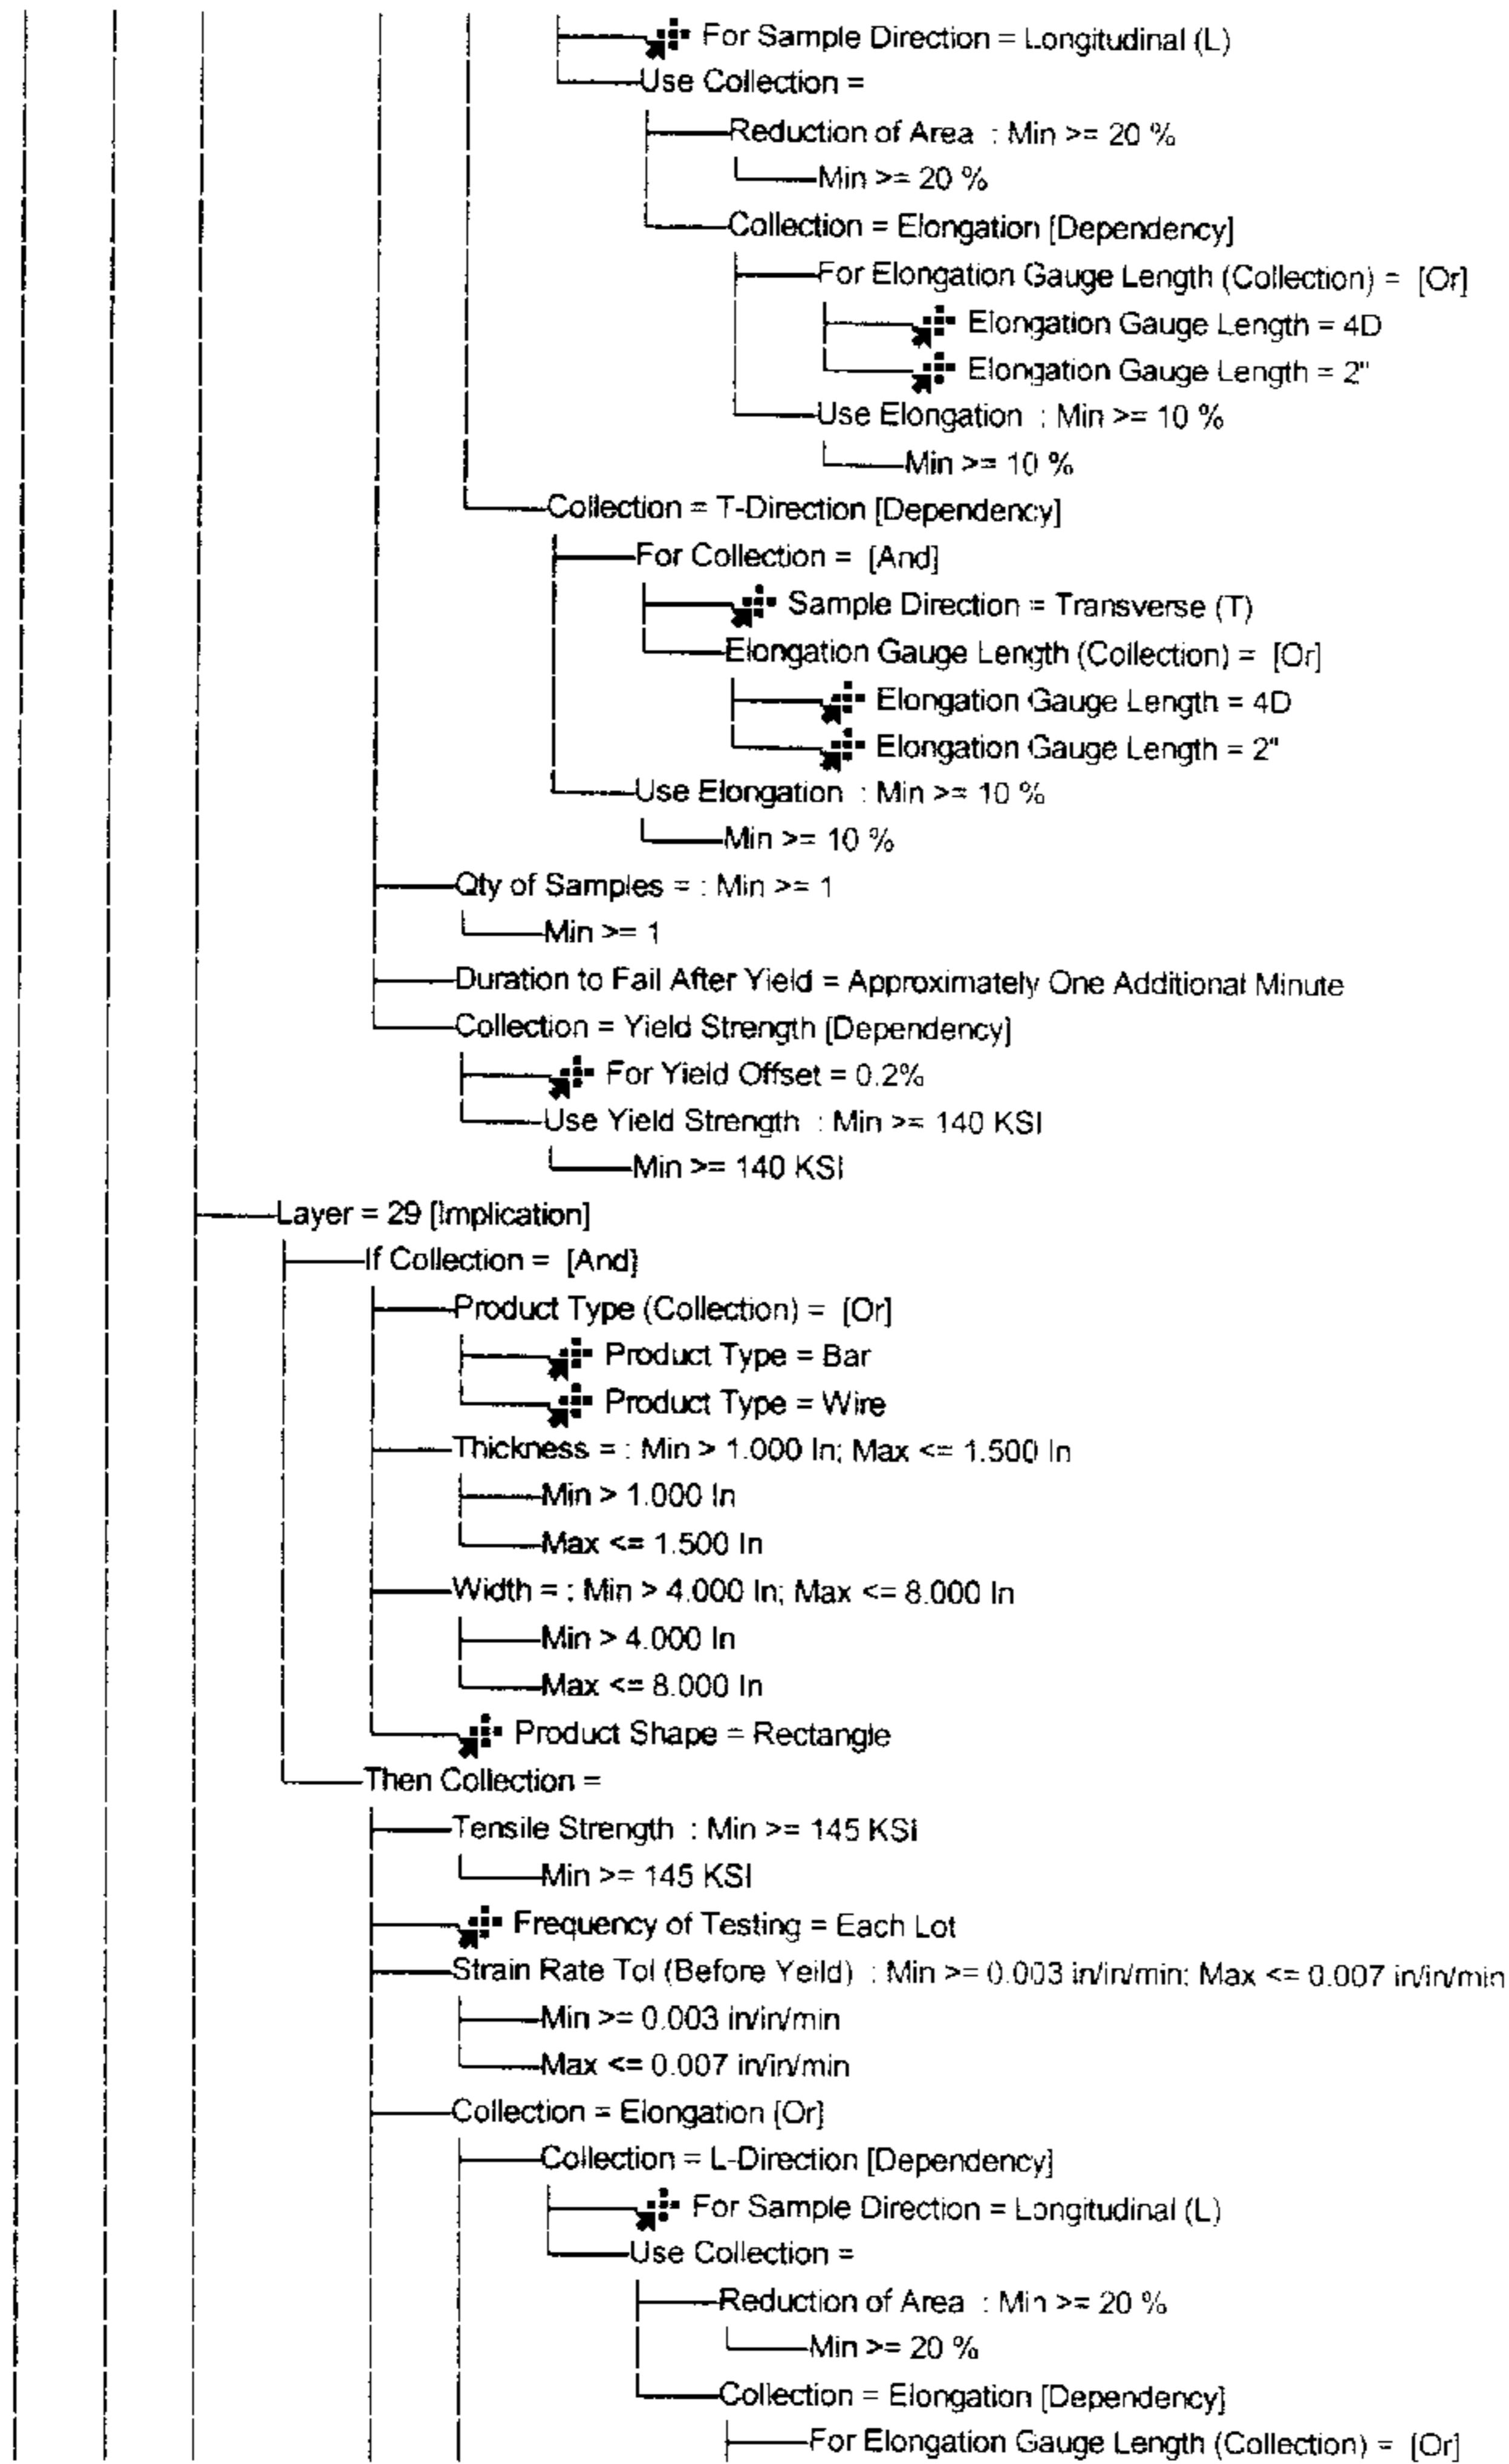 For Sample Direction = Longitudinal (L)
Use Collection =
Reduction of Area : Min >= 20 %
Min >= 20 %
Collection = Elongation [Dependency]
For Elongation Gauge Length (Collection) = [Or]
Elongation Gauge Length = 4D
Elongation Gauge Length = 2"
Use Elongation : Min >= 10 %
Min >= 10 %
Collection = T-Direction [Dependency]
For Collection = [And]
Sample Direction = Transverse (T)
Elongation Gauge Length (Collection) = [Or]
Elongation Gauge Length = 4D
Elongation Gauge Length = 2"
Use Elongation : Min >= 10 %
Min >= 10 %
Qty of Samples = : Min >= 1
Min >= 1
Duration to Fail After Yield = Approximately One Additional Minute
Collection = Yield Strength [Dependency]
For Yield Offset = 0.2%
Use Yield Strength : Min >= 140 KSI
Min >= 140 KSI
Layer = 29 [Implication]
If Collection = [And]
Product Type (Collection) = [Or]
Product Type = Bar
Product Type = Wire
Thickness = : Min > 1.000 In; Max <= 1.500 In
Min > 1.000 In
Max <= 1.500 In
Width = : Min > 4.000 In; Max <= 8.000 In
Min > 4.000 In
Max <= 8.000 In
Product Shape = Rectangle
Then Collection =
Tensile Strength : Min >= 145 KSI
Min >= 145 KSI
Frequency of Testing = Each Lot
Strain Rate Tol (Before Yeild) : Min >= 0.003 in/in/min; Max <= 0.007 in/in/min
Min >= 0.003 in/in/min
Max <= 0.007 in/in/min
Collection = Elongation [Or]
Collection = L-Direction [Dependency]
For Sample Direction = Longitudinal (L)
Use Collection =
Reduction of Area : Min >= 20 %
Min >= 20 %
Collection = Elongation [Dependency]
For Elongation Gauge Length (Collection) = [Or]